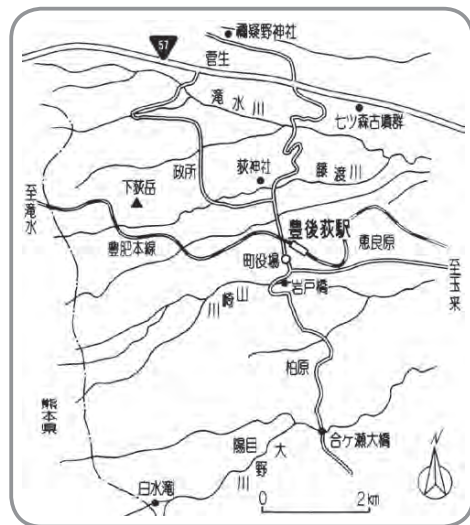 禰疑野神社
57
菅生
滝水川
七ツ森古墳群
荻神社
藤渡川
政所
下荻岳
至滝水
豊後荻駅
恵良原
豊肥本線
町役場
至玉来
岩戸橋
山崎川
柏原
熊本県
合ケ瀬大橋
陽目
大野川
白水滝
N
0 2km